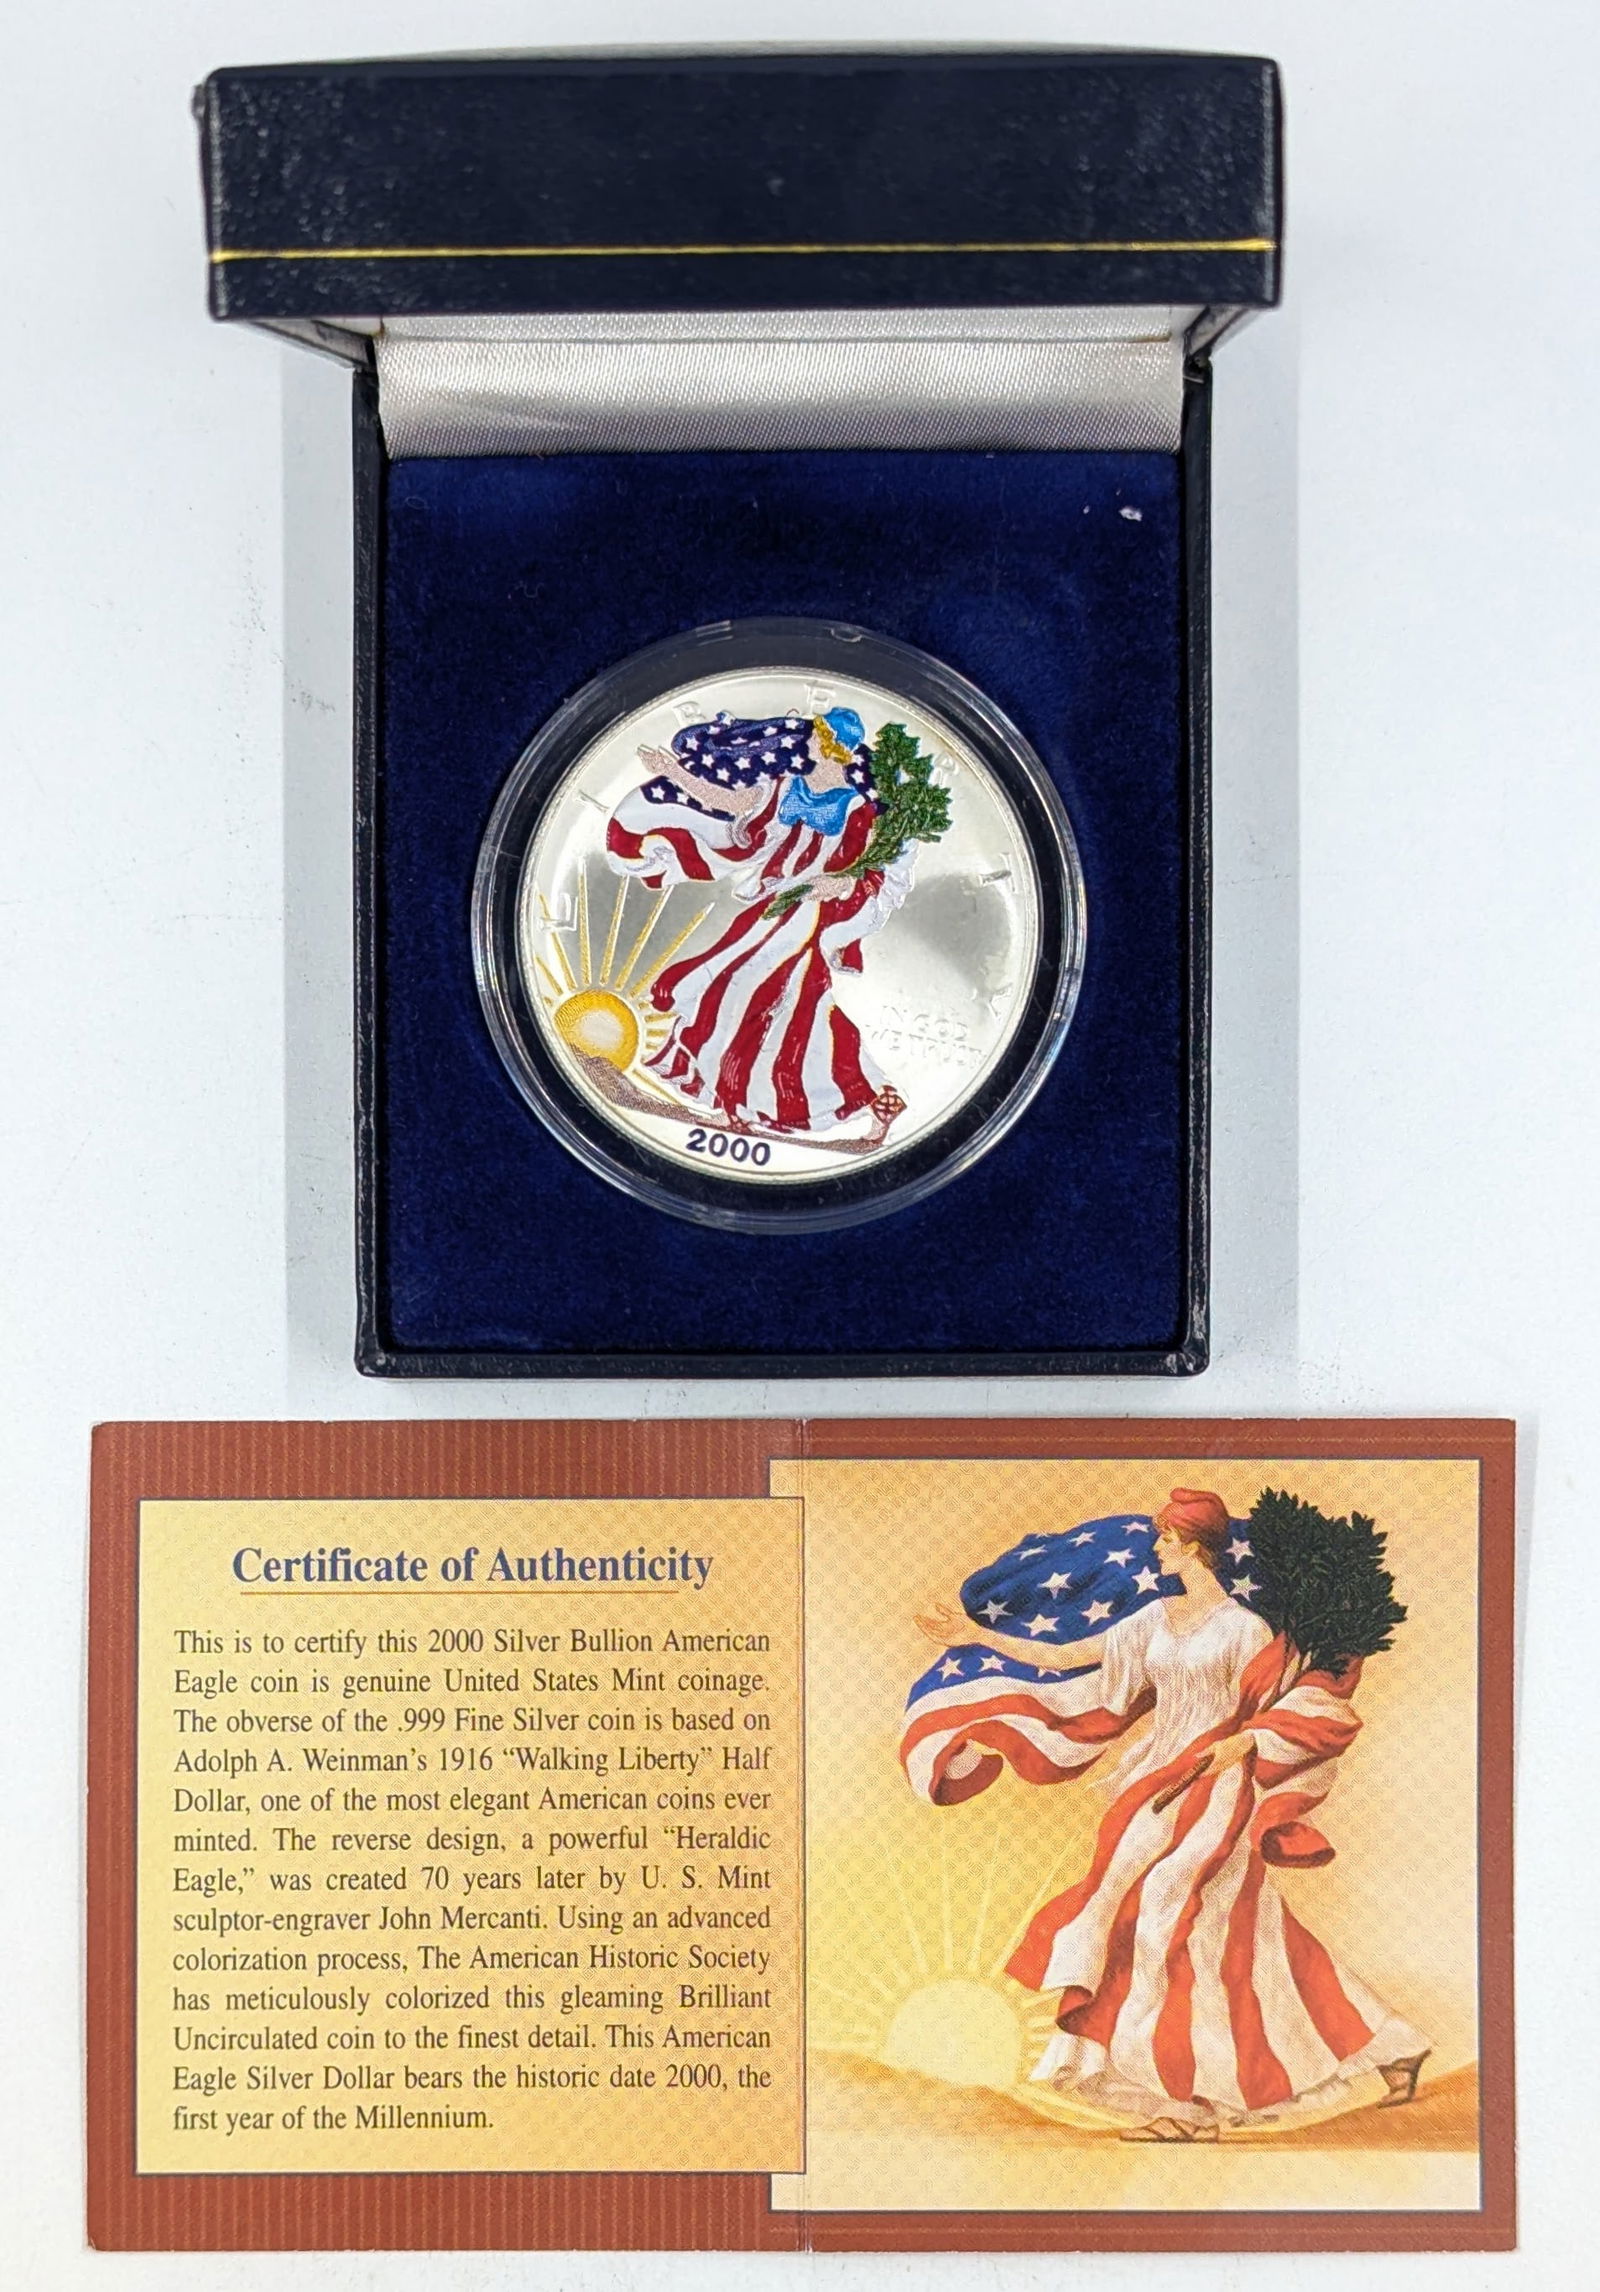 LIBERTY
IN GOD
WE TRUST
2000
Certificate of Authenticity
This is to certify this 2000 Silver Bullion American
Eagle coin is genuine United States Mint coinage.
The obverse of the .999 Fine Silver coin is based on
Adolph A. Weinman's 1916 “Walking Liberty” Half
Dollar, one of the most elegant American coins ever
minted. The reverse design, a powerful “Heraldic
Eagle,” was created 70 years later by U. S. Mint
sculptor-engraver John Mercanti. Using an advanced
colorization process, The American Historic Society
has meticulously colorized this gleaming Brilliant
Uncirculated coin to the finest detail. This American
Eagle Silver Dollar bears the historic date 2000, the
first year of the Millennium.